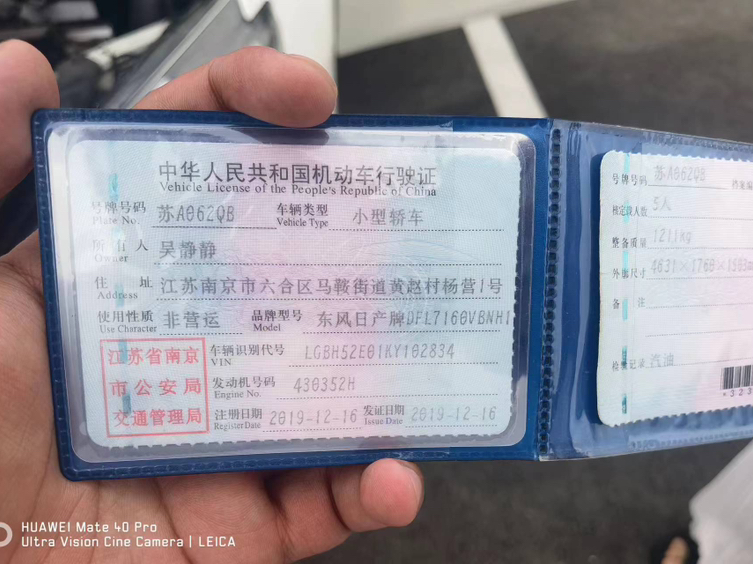 中华人民共和国机动车行驶证
Vehicle License of the People's Republic of China
号牌号码 苏A062QB 车辆类型 小型轿车
Plate No. Vehicle Type
所有人 吴静静
Owner
住址 江苏南京市六合区马鞍街道黄赵村杨营1号
Address
使用性质 非营运 品牌型号 东风日产牌DFL7160VBNH1
Use Character Model
车辆识别代号 LGBH52E01KY102834
VIN
发动机号码 430352H
Engine No.
注册日期 2019-12-16 发证日期 2019-12-16
Register Date Issue Date
江苏省南京
市公安局
交通管理局
号牌号码 苏A062QB
核定载人数 5人
整备质量 1211kg
外廓尺寸
备注
检验记录 汽油
HUAWEI Mate 40 Pro
Ultra Vision Cine Camera | LEICA